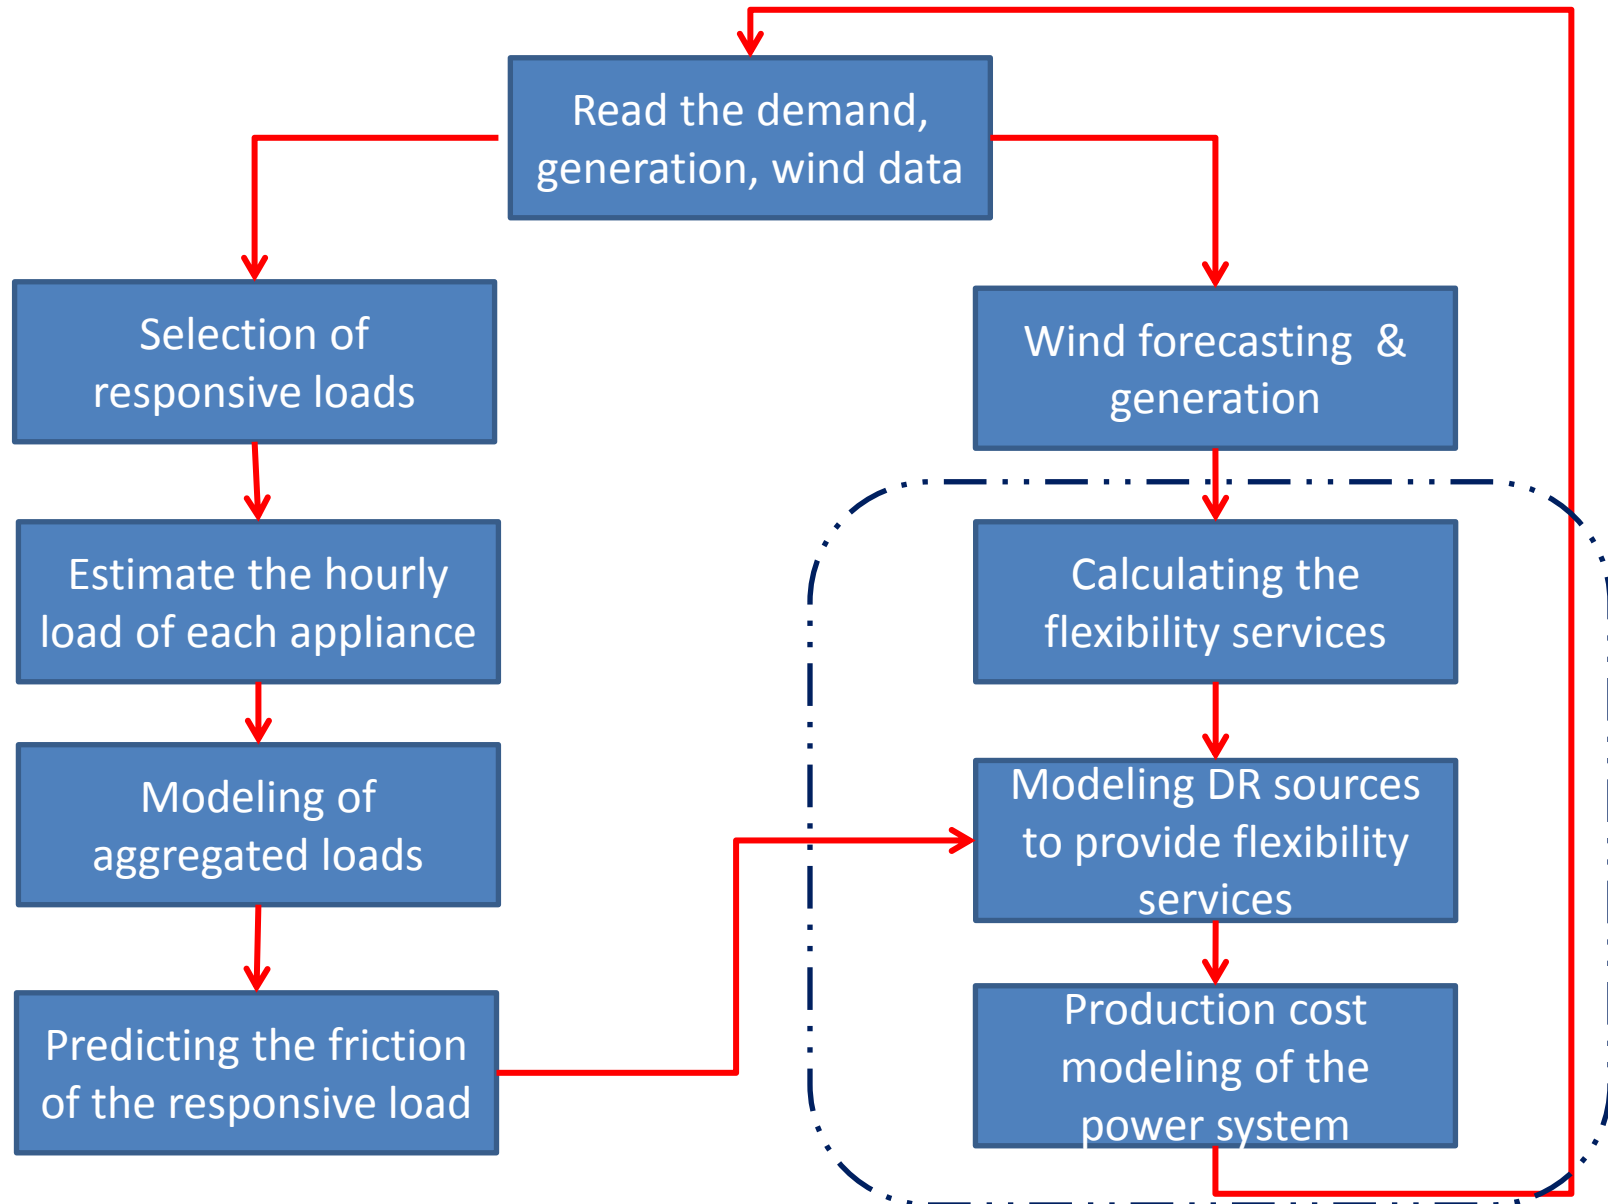 Read the demand,
generation, wind data
Selection of
responsive loads
Wind forecasting  &
generation
Estimate the hourly
load of each appliance
Calculating the
flexibility services
Modeling of
aggregated loads
Modeling DR sources
to provide flexibility
services
Predicting the friction
of the responsive load
Production cost
modeling of the
power system